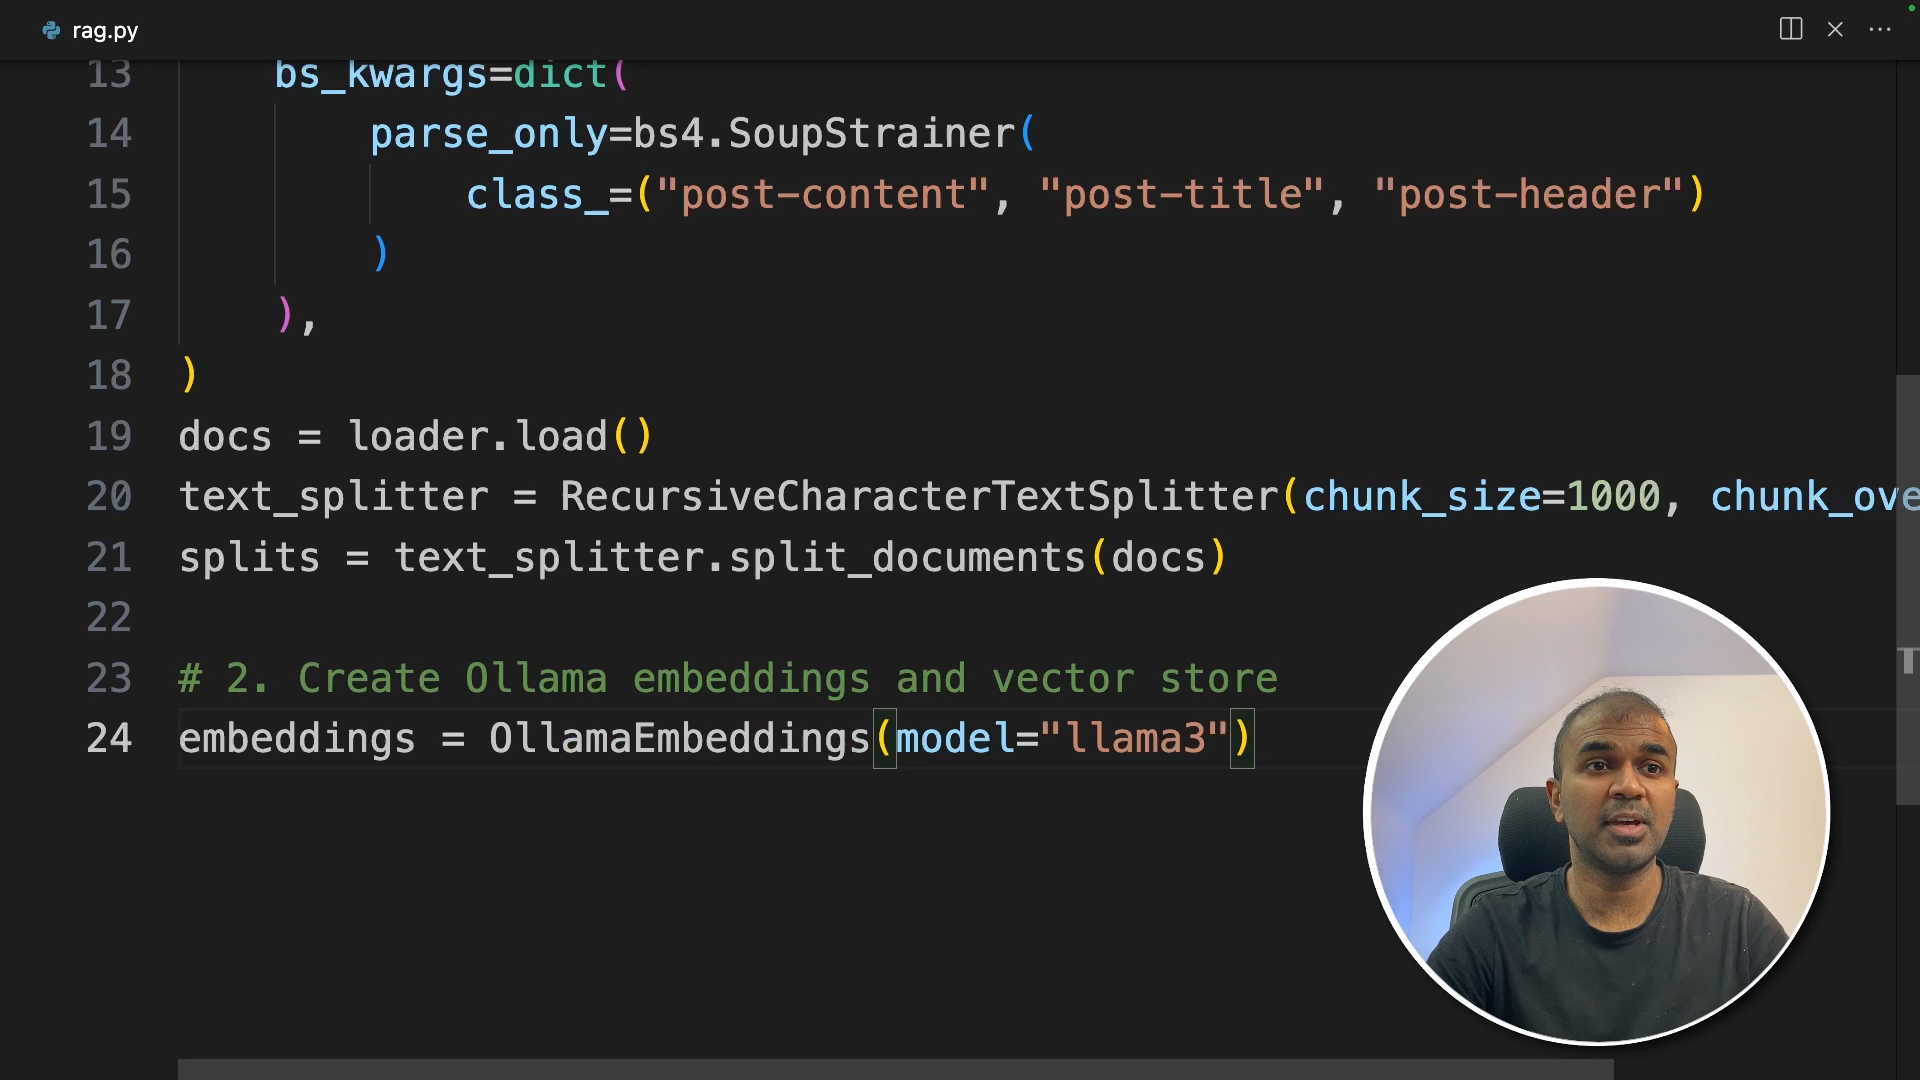 rag.py
13 bs_kwargs=dict(
14 parse_only=bs4.SoupStrainer(
15 class_=("post-content", "post-title", "post-header")
16 )
17 ),
18 )
19 docs = loader.load()
20 text_splitter = RecursiveCharacterTextSplitter(chunk_size=1000, chunk_ove
21 splits = text_splitter.split_documents(docs)
22
23 # 2. Create Ollama embeddings and vector store
24 embeddings = OllamaEmbeddings(model="llama3")